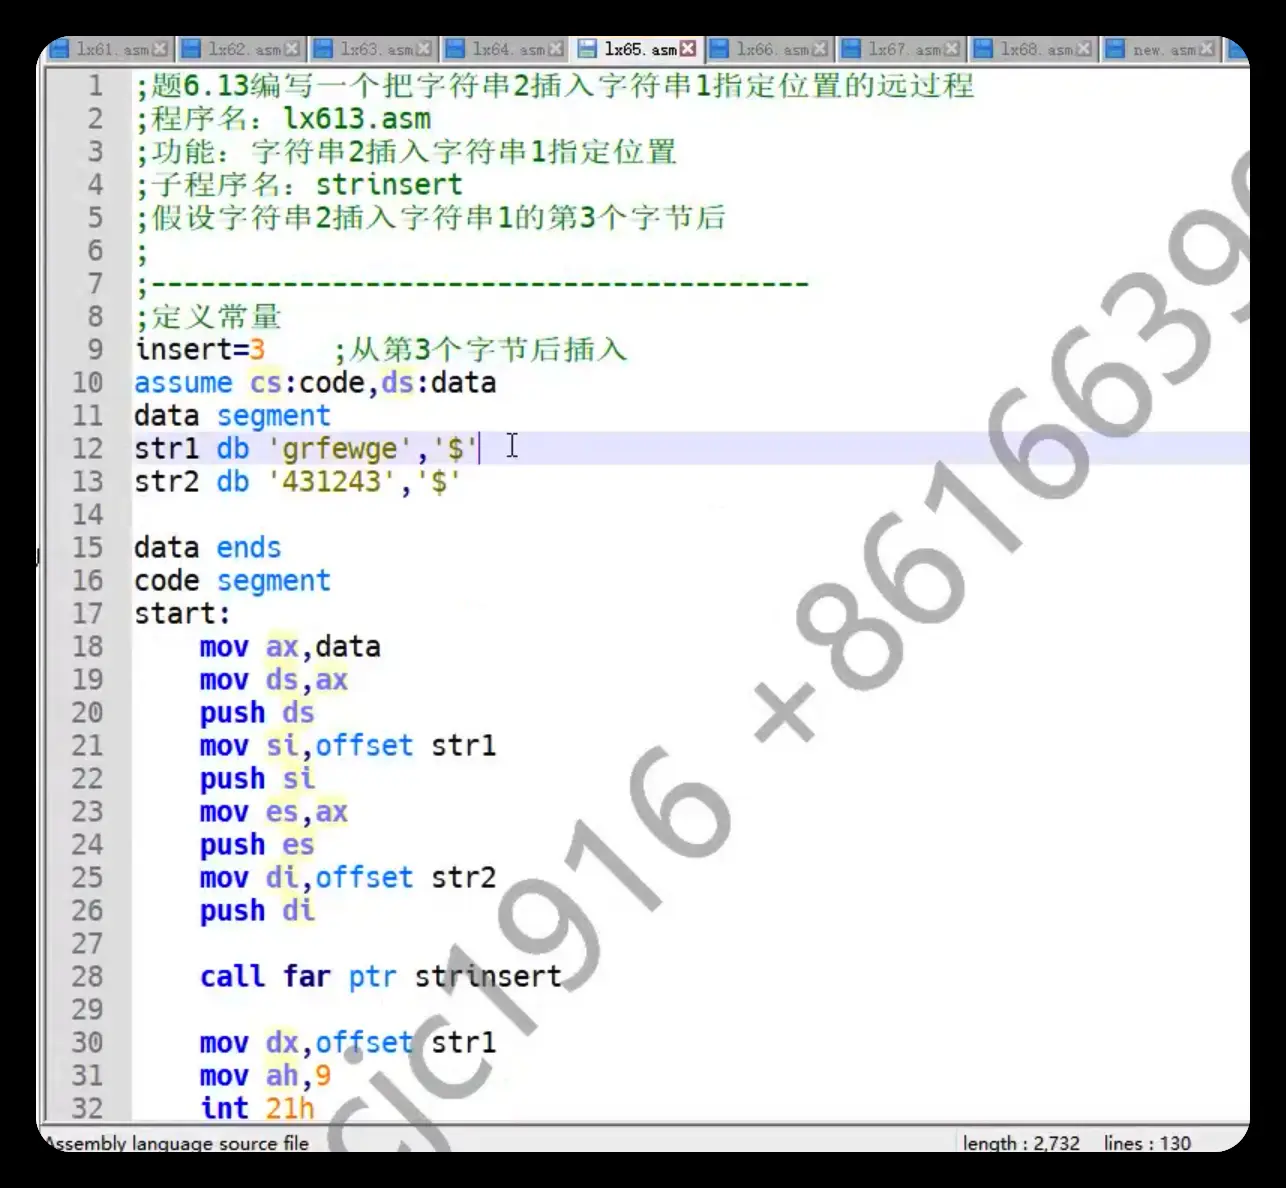 lx61.asm lx62.asm lx63.asm lx64.asm lx65.asm lx66.asm lx67.asm lx68.asm new.asm
1 ;题6.13编写一个把字符串2插入字符串1指定位置的远过程
2 ;程序名: lx613.asm
3 ;功能: 字符串2插入字符串1指定位置
4 ;子程序名: strinsert
5 ;假设字符串2插入字符串1的第3个字节后
6 ;
7 ;----------------------------------------
8 ;定义常量
9 insert=3    ;从第3个字节后插入
10 assume cs:code,ds:data
11 data segment
12 str1 db 'grfewge','$'
13 str2 db '431243','$'
14
15 data ends
16 code segment
17 start:
18     mov ax,data
19     mov ds,ax
20     push ds
21     mov si,offset str1
22     push si
23     mov es,ax
24     push es
25     mov di,offset str2
26     push di
27
28     call far ptr strinsert
29
30     mov dx,offset str1
31     mov ah,9
32     int 21h
Assembly language source file length : 2,732 lines : 130
jc1916 +8616639